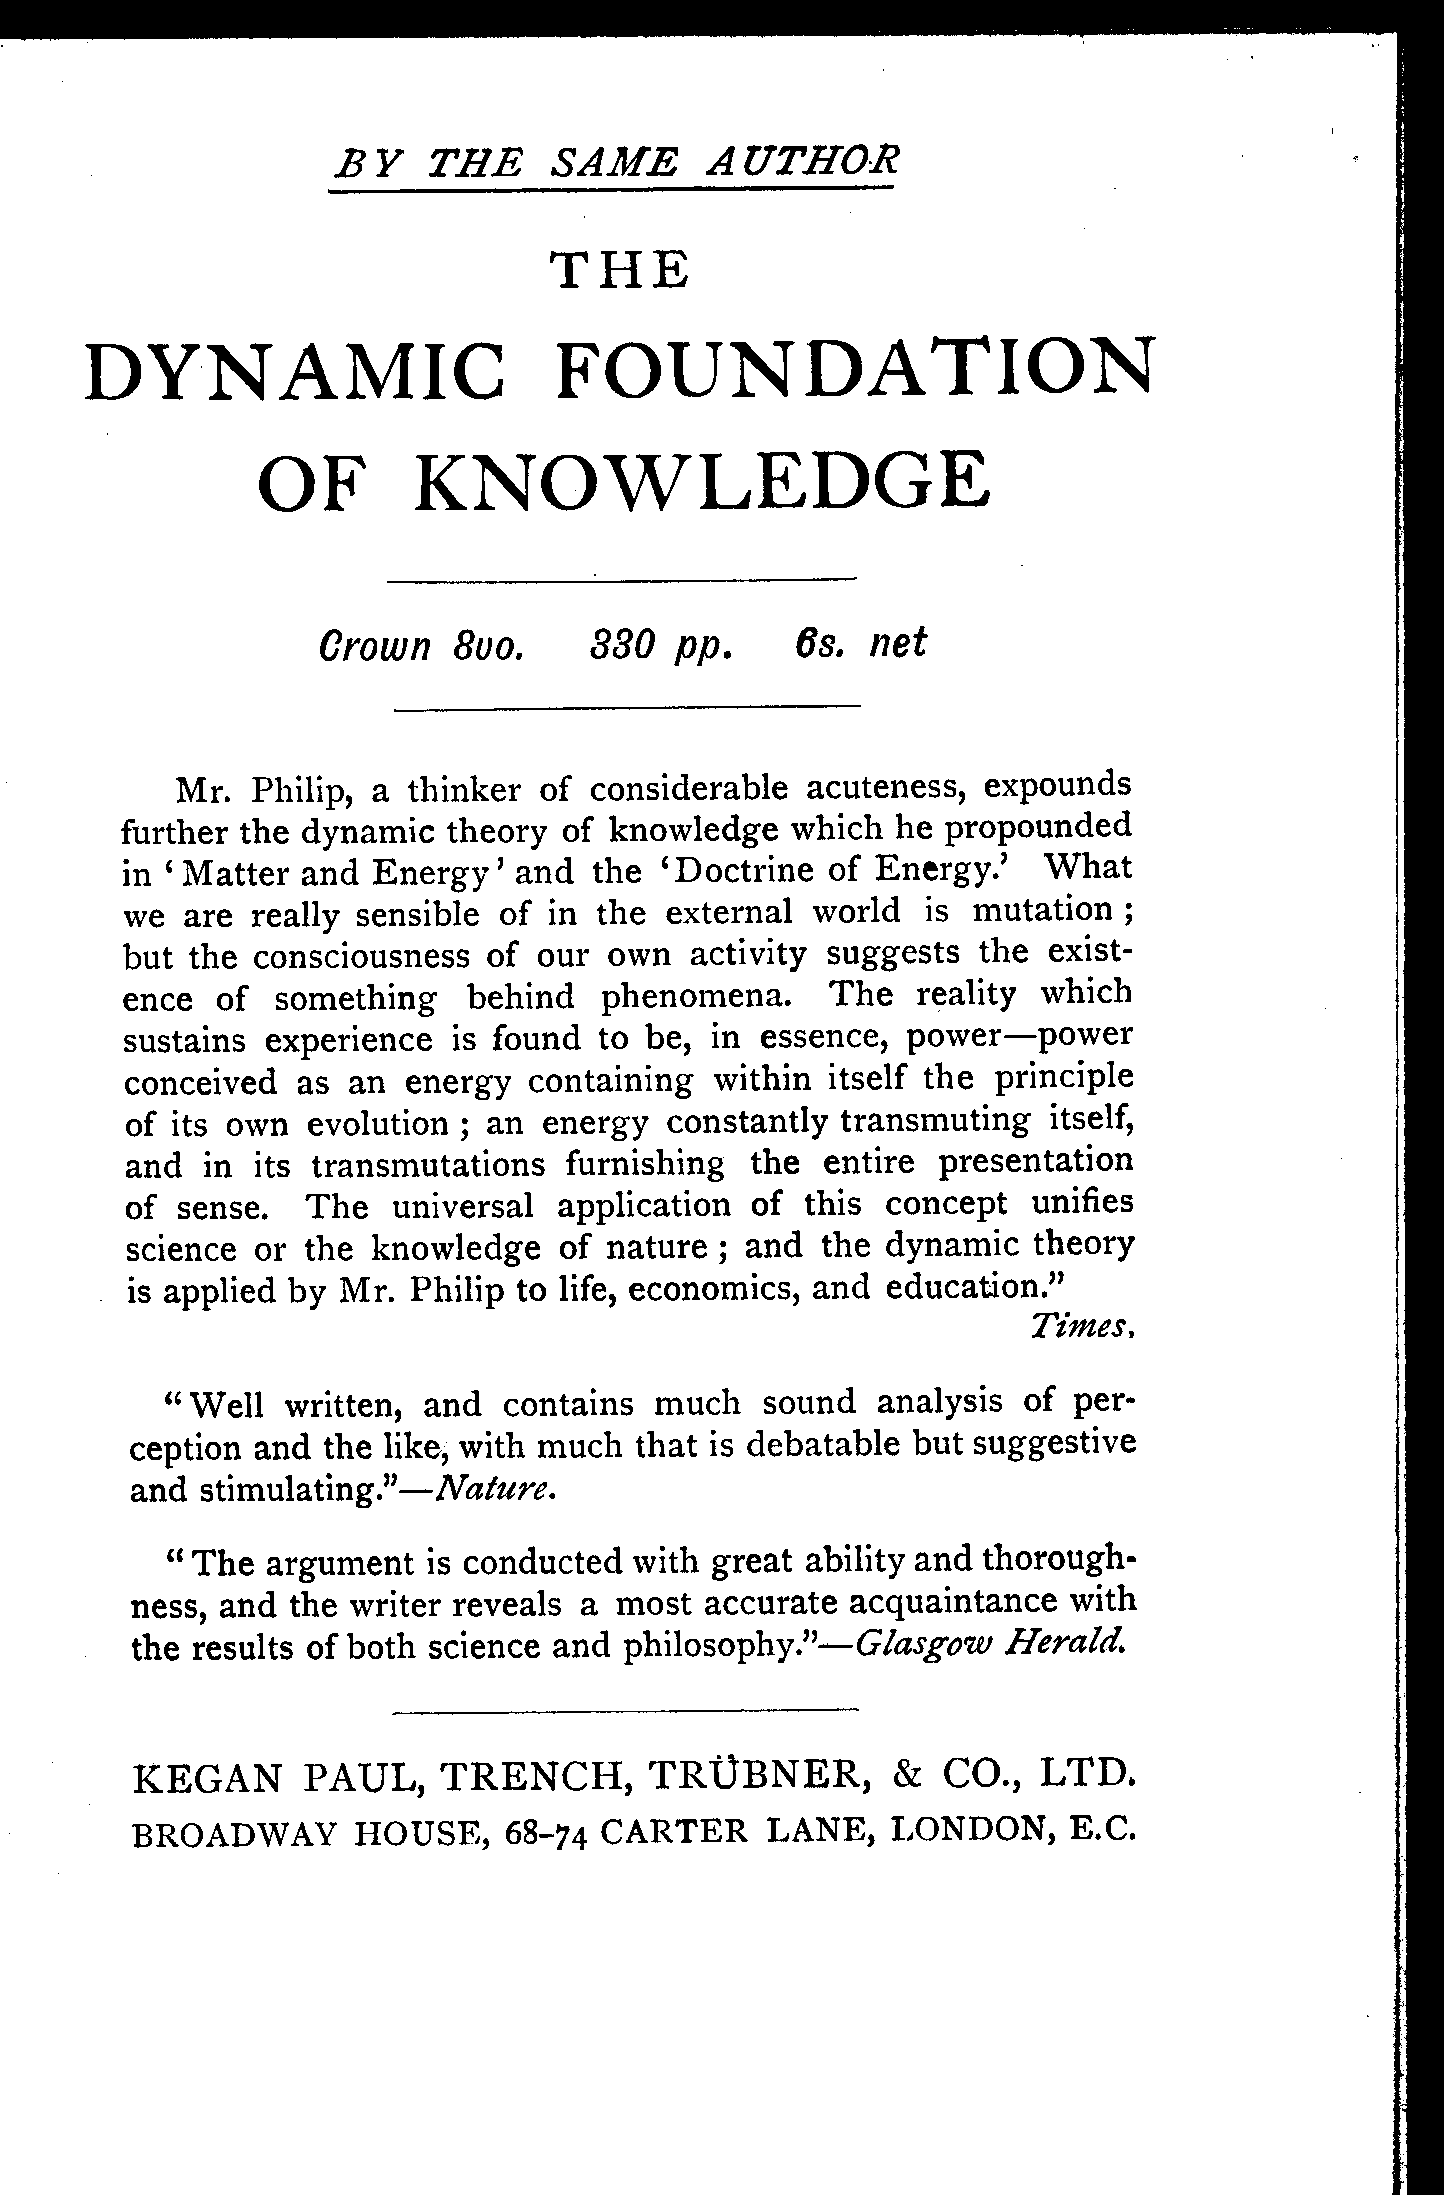 BY THE SAME AUTHOR
THE
DYNAMIC FOUNDATION
OF KNOWLEDGE
Crown 8vo. 330 pp. 6s. net
Mr. Philip, a thinker of considerable acuteness, expounds
further the dynamic theory of knowledge which he propounded
in ‘Matter and Energy’ and the ‘Doctrine of Energy.’ What
we are really sensible of in the external world is mutation ;
but the consciousness of our own activity suggests the exist-
ence of something behind phenomena. The reality which
sustains experience is found to be, in essence, power—power
conceived as an energy containing within itself the principle
of its own evolution ; an energy constantly transmuting itself,
and in its transmutations furnishing the entire presentation
of sense. The universal application of this concept unifies
science or the knowledge of nature ; and the dynamic theory
is applied by Mr. Philip to life, economics, and education.”
Times.
“Well written, and contains much sound analysis of per-
ception and the like, with much that is debatable but suggestive
and stimulating.”—Nature.
“The argument is conducted with great ability and thorough-
ness, and the writer reveals a most accurate acquaintance with
the results of both science and philosophy.”—Glasgow Herald.
KEGAN PAUL, TRENCH, TRÜBNER, & CO., LTD.
BROADWAY HOUSE, 68–74 CARTER LANE, LONDON, E.C.